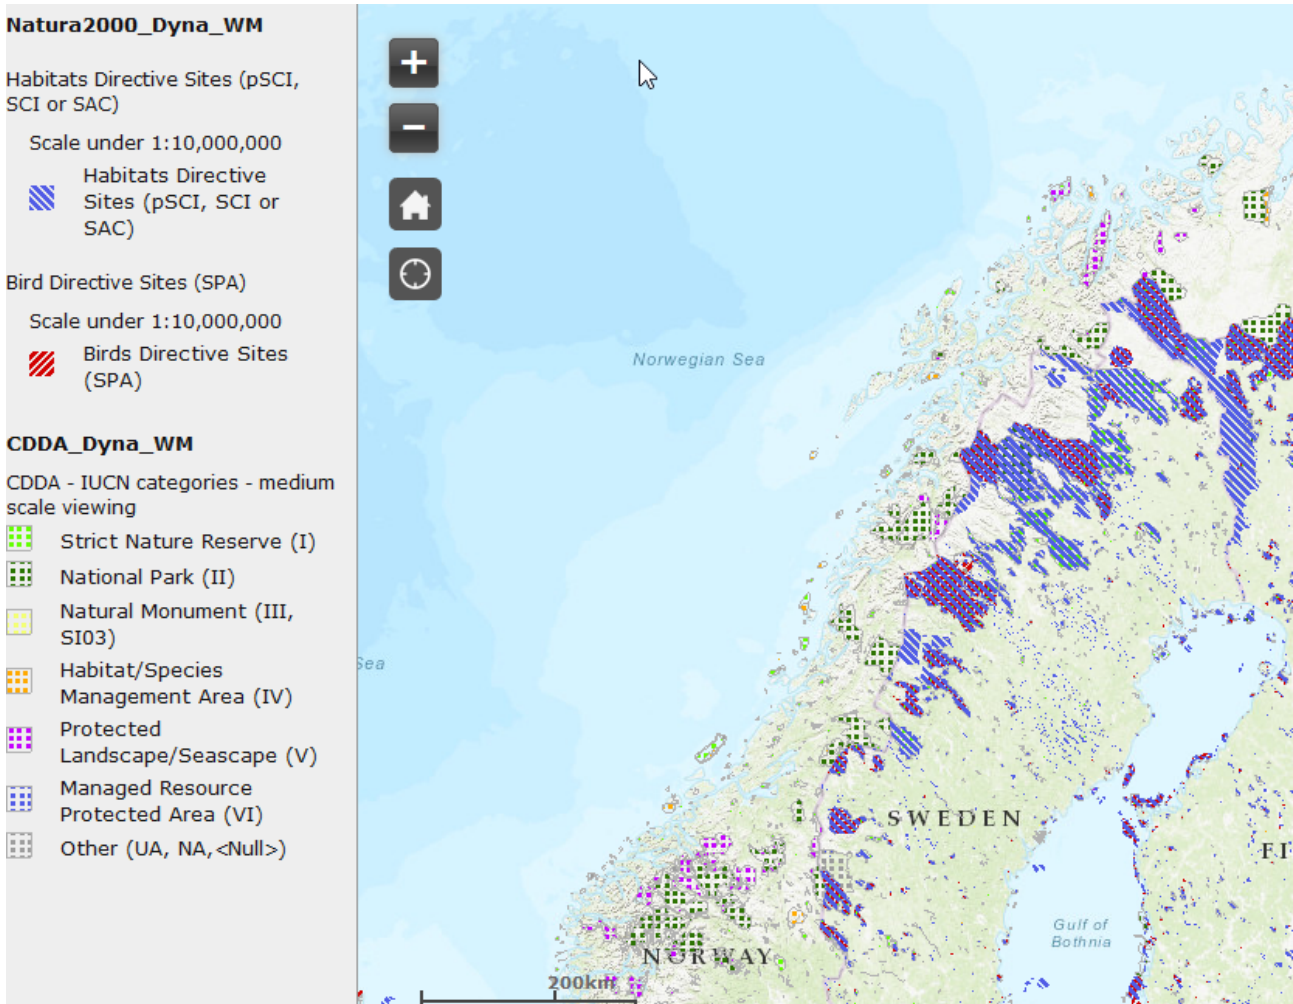 Natura2000_Dyna_WM
Habitats Directive Sites (pSCI,
SCI or SAC)
Scale under 1:10,000,000
Habitats Directive
Sites (pSCI, SCI or
SAC)
Bird Directive Sites (SPA)
Scale under 1:10,000,000
Birds Directive Sites
(SPA)
CDDA_Dyna_WM
CDDA - IUCN categories - medium
scale viewing
Strict Nature Reserve (I)
National Park (II)
Natural Monument (III,
SI03)
Habitat/Species
Management Area (IV)
Protected
Landscape/Seascape (V)
Managed Resource
Protected Area (VI)
Other (UA, NA,<Null>)
Norwegian Sea
Sea
SWEDEN
FI
Gulf of
Bothnia
NORWAY
200km